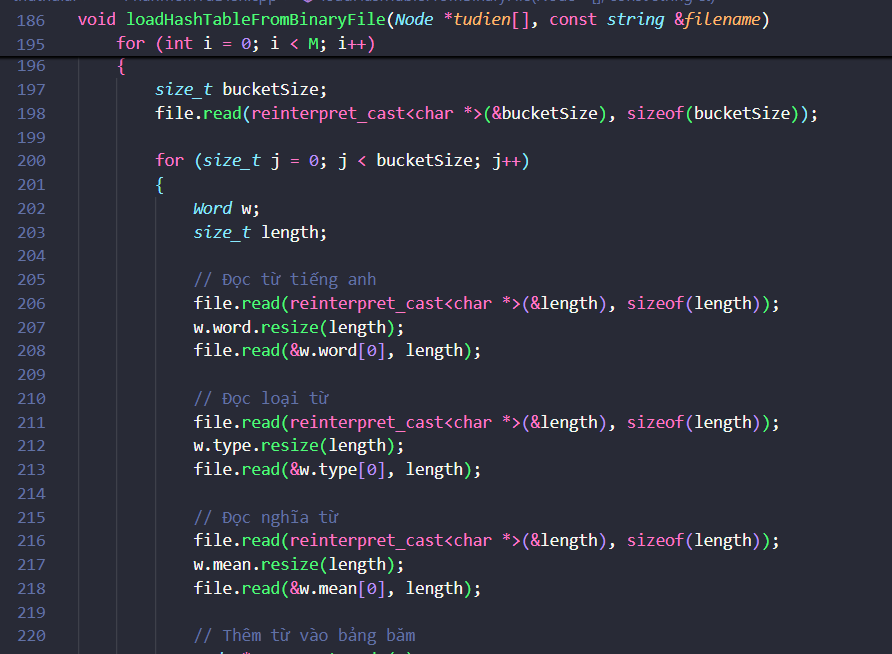 186 void loadHashTableFromBinaryFile(Node *tudien[], const string &filename)
195 for (int i = 0; i < M; i++)
196 {
197 size_t bucketSize;
198 file.read(reinterpret_cast<char *>(&bucketSize), sizeof(bucketSize));
199
200 for (size_t j = 0; j < bucketSize; j++)
201 {
202 Word w;
203 size_t length;
204
205 // Đọc từ tiếng anh
206 file.read(reinterpret_cast<char *>(&length), sizeof(length));
207 w.word.resize(length);
208 file.read(&w.word[0], length);
209
210 // Đọc loại từ
211 file.read(reinterpret_cast<char *>(&length), sizeof(length));
212 w.type.resize(length);
213 file.read(&w.type[0], length);
214
215 // Đọc nghĩa từ
216 file.read(reinterpret_cast<char *>(&length), sizeof(length));
217 w.mean.resize(length);
218 file.read(&w.mean[0], length);
219
220 // Thêm từ vào bảng băm